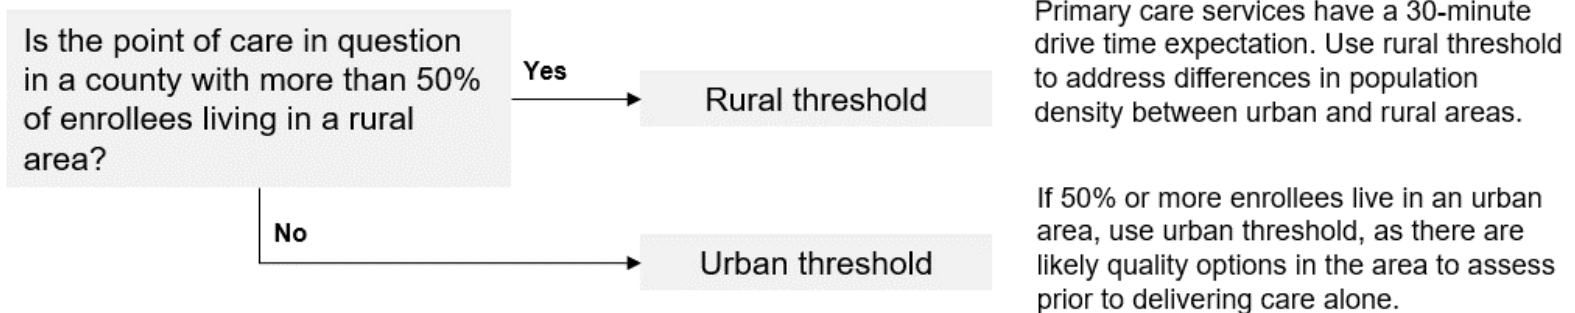 Is the point of care in question
in a county with more than 50%
of enrollees living in a rural
area?
Yes
Rural threshold
Primary care services have a 30-minute
drive time expectation. Use rural threshold
to address differences in population
density between urban and rural areas.
No
Urban threshold
If 50% or more enrollees live in an urban
area, use urban threshold, as there are
likely quality options in the area to assess
prior to delivering care alone.